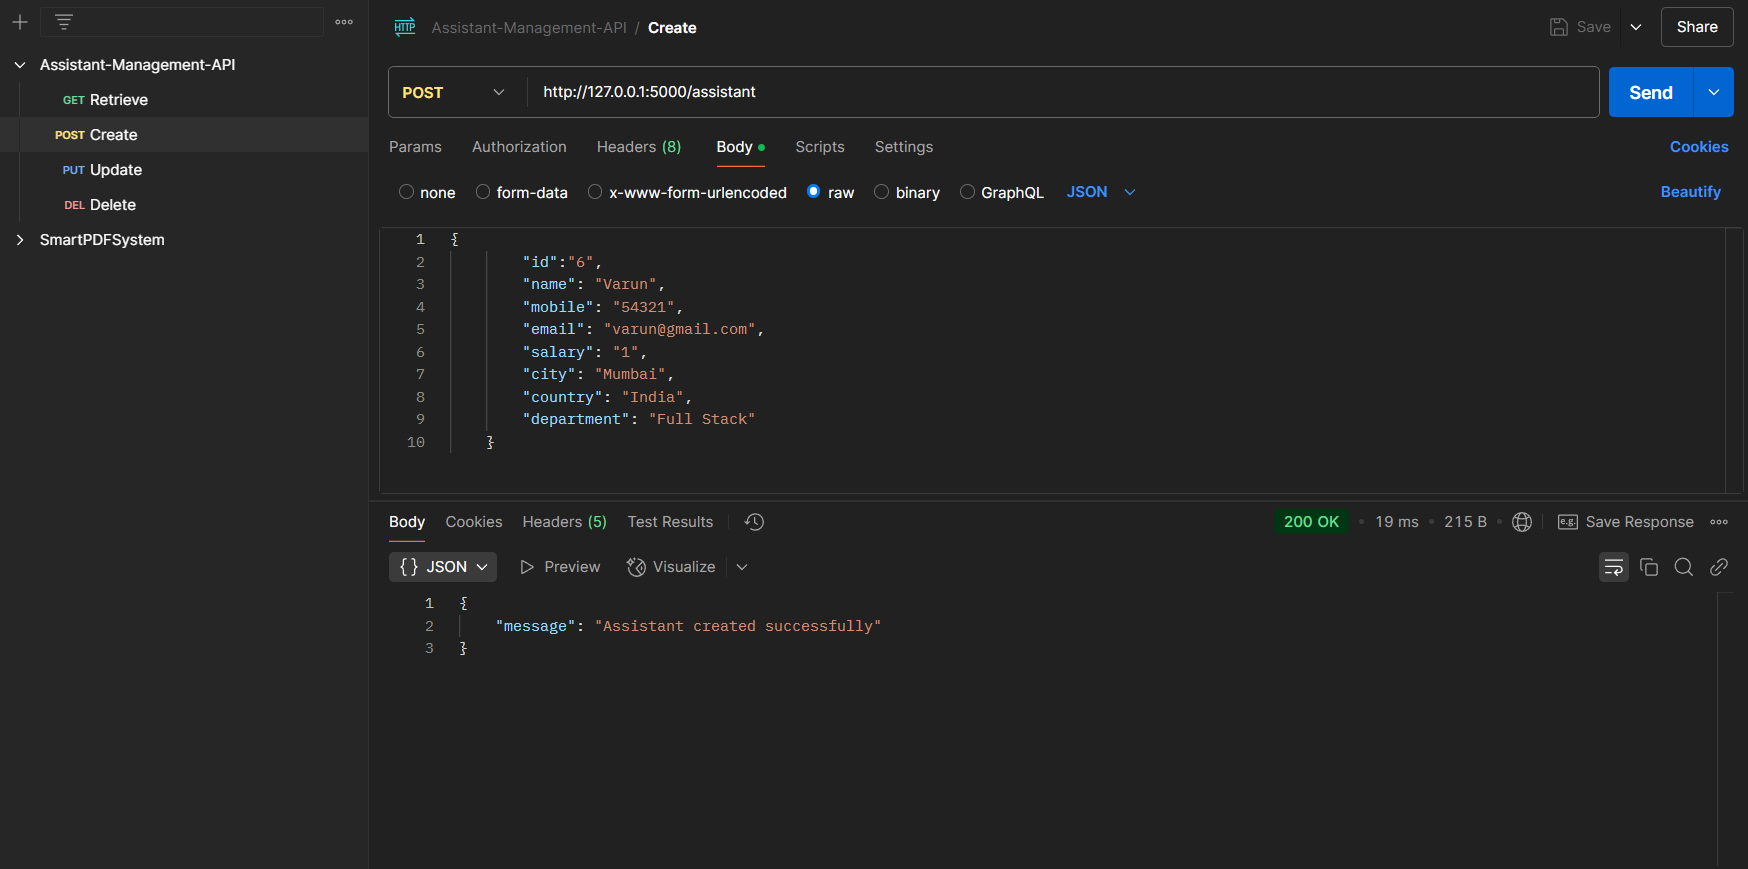 Assistant-Management-API
GET Retrieve
POST Create
PUT Update
DEL Delete
SmartPDFSystem
HTTP Assistant-Management-API / Create
Save
Share
POST http://127.0.0.1:5000/assistant
Send
Params Authorization Headers (8) Body Scripts Settings Cookies
none form-data x-www-form-urlencoded raw binary GraphQL JSON Beautify
1 {
2 "id":"6",
3 "name": "Varun",
4 "mobile": "54321",
5 "email": "varun@gmail.com",
6 "salary": "1",
7 "city": "Mumbai",
8 "country": "India",
9 "department": "Full Stack"
10 }
Body Cookies Headers (5) Test Results 200 OK • 19 ms • 215 B • e.g. Save Response
{} JSON Preview Visualize
1 {
2 "message": "Assistant created successfully"
3 }